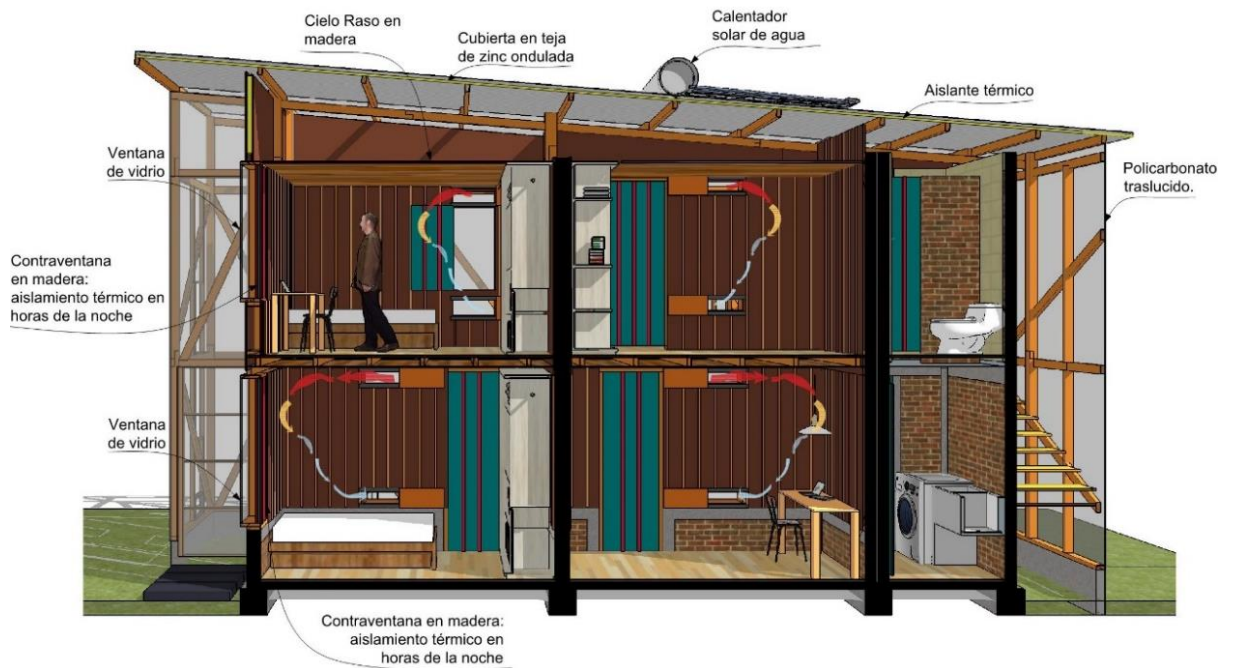 Cielo Raso en
madera
Cubierta en teja
de zinc ondulada
Calentador
solar de agua
Aislante térmico
Ventana
de vidrio
Policarbonato
traslucido.
Contraventana
en madera:
aislamiento térmico en
horas de la noche
Ventana
de vidrio
Contraventana en madera:
aislamiento térmico en
horas de la noche